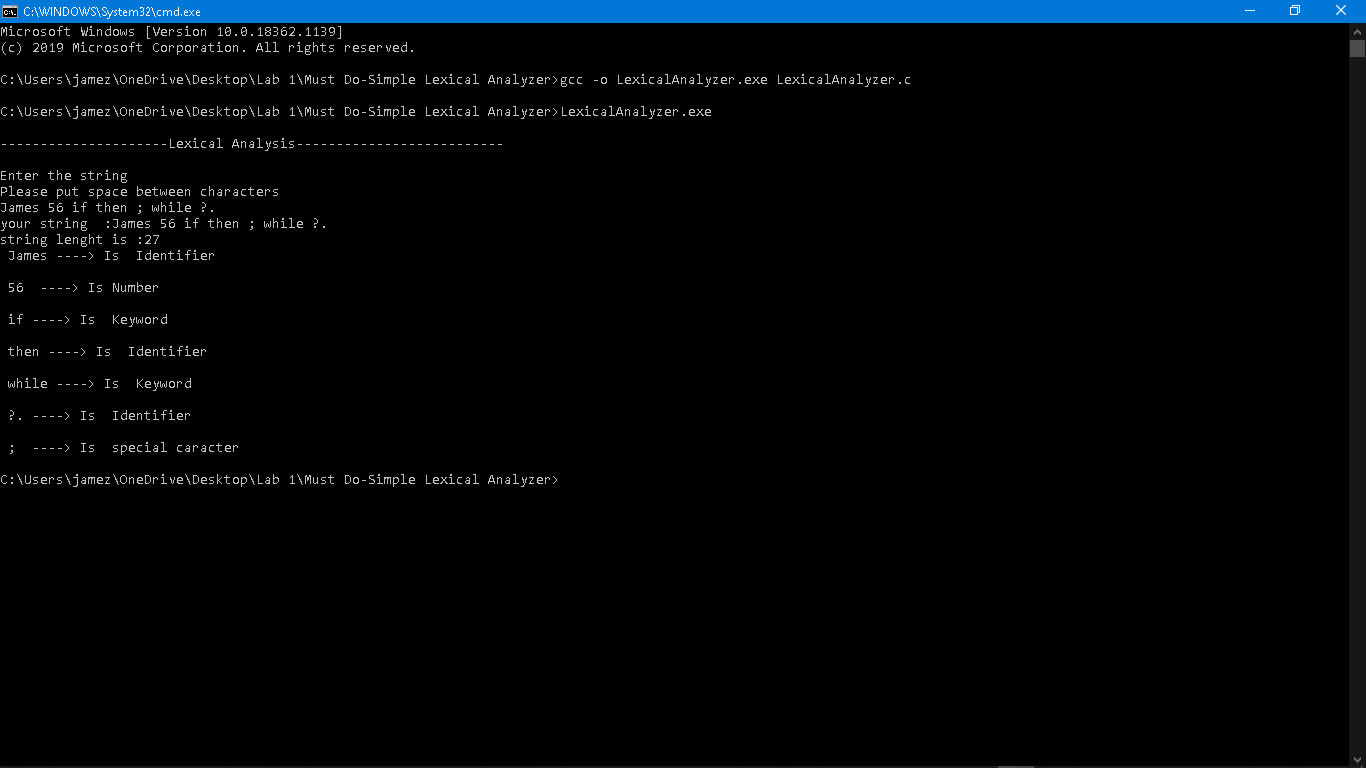 C:\WINDOWS\System32\cmd.exe
Microsoft Windows [Version 10.0.18362.1139]
(c) 2019 Microsoft Corporation. All rights reserved.
C:\Users\jamez\OneDrive\Desktop\Lab 1\Must Do-Simple Lexical Analyzer>gcc -o LexicalAnalyzer.exe LexicalAnalyzer.c
C:\Users\jamez\OneDrive\Desktop\Lab 1\Must Do-Simple Lexical Analyzer>LexicalAnalyzer.exe
---------------------Lexical Analysis--------------------------
Enter the string
Please put space between characters
James 56 if then ; while ?.
your string  :James 56 if then ; while ?.
string lenght is :27
 James ----> Is  Identifier
 56  ----> Is Number
 if ----> Is  Keyword
 then ----> Is  Identifier
 while ----> Is  Keyword
 ?. ----> Is  Identifier
 ;  ----> Is  special caracter
C:\Users\jamez\OneDrive\Desktop\Lab 1\Must Do-Simple Lexical Analyzer>